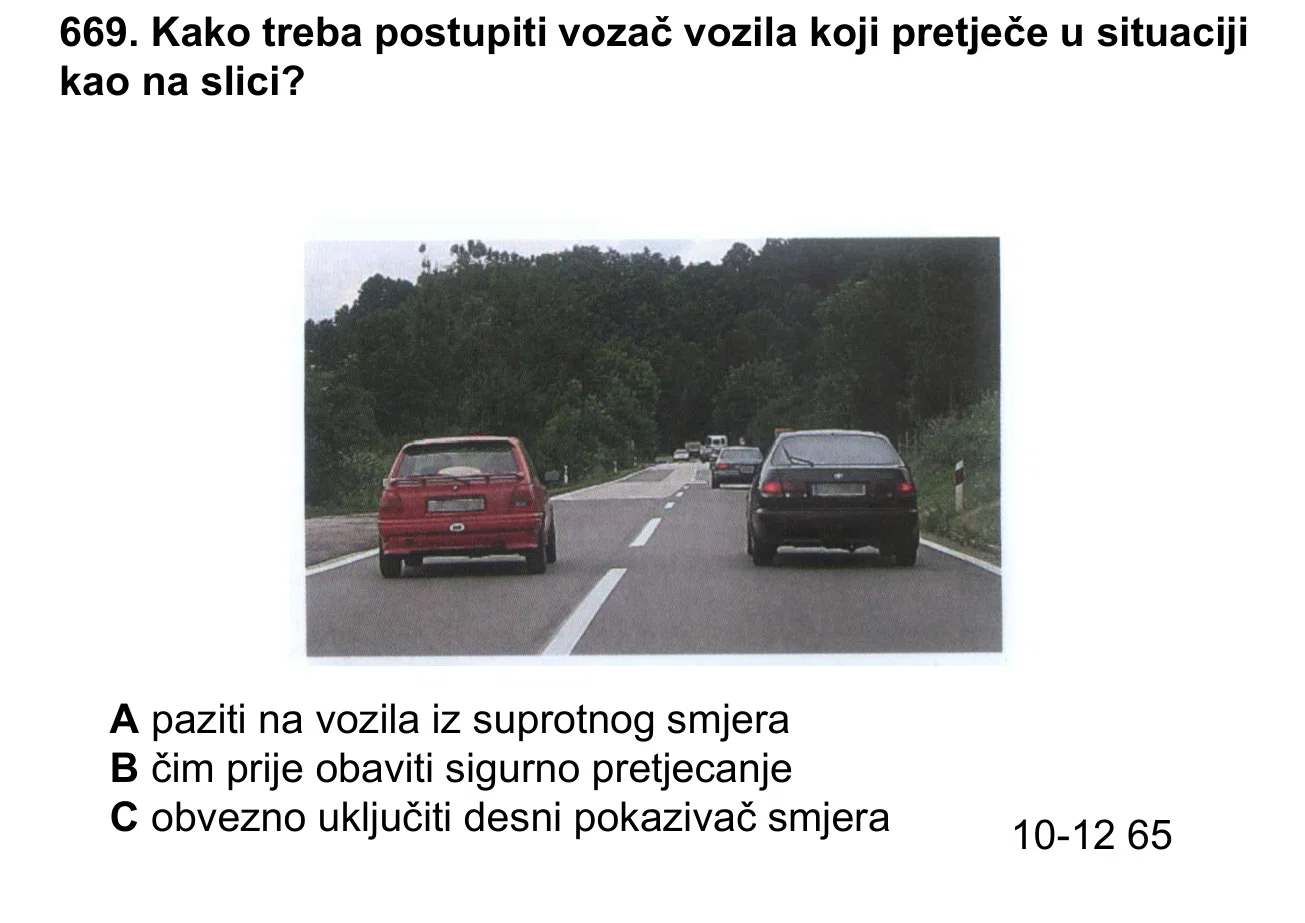 669. Kako treba postupiti vozač vozila koji pretječe u situaciji
kao na slici?
A paziti na vozila iz suprotnog smjera
B čim prije obaviti sigurno pretjecanje
C obvezno uključiti desni pokazivač smjera
10-12 65